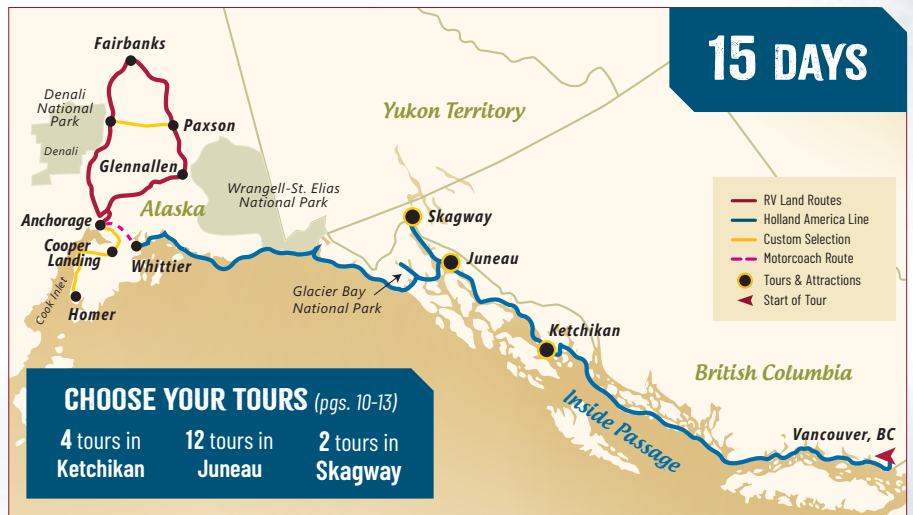 15 DAYS
Fairbanks
Denali
National
Park
Denali
Paxson
Glennallen
Yukon Territory
Wrangell-St. Elias
National Park
Alaska
Anchorage
Cooper
Landing
Whittier
Cook Inlet
Homer
Skagway
Juneau
Glacier Bay
National Park
Ketchikan
RV Land Routes
Holland America Line
Custom Selection
Motorcoach Route
Tours & Attractions
Start of Tour
British Columbia
Inside Passage
Vancouver, BC
CHOOSE YOUR TOURS (pgs. 10-13)
4 tours in
Ketchikan
12 tours in
Juneau
2 tours in
Skagway